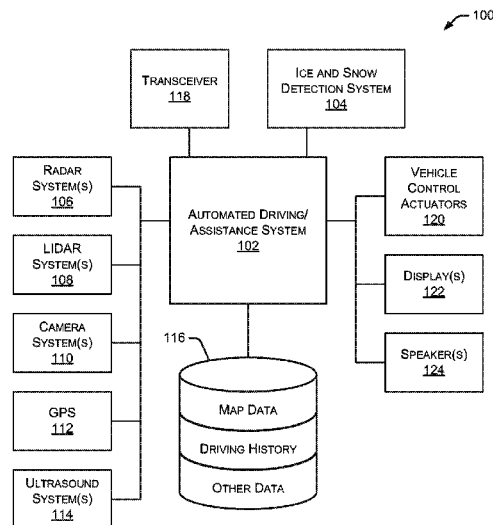 100
TRANSCEIVER
118
ICE AND SNOW
DETECTION SYSTEM
104
RADAR
SYSTEM(S)
106
LIDAR
SYSTEM(S)
108
CAMERA
SYSTEM(S)
110
GPS
112
ULTRASOUND
SYSTEM(S)
114
AUTOMATED DRIVING/
ASSISTANCE SYSTEM
102
116
MAP DATA
DRIVING HISTORY
OTHER DATA
VEHICLE
CONTROL
ACTUATORS
120
DISPLAY(S)
122
SPEAKER(S)
124